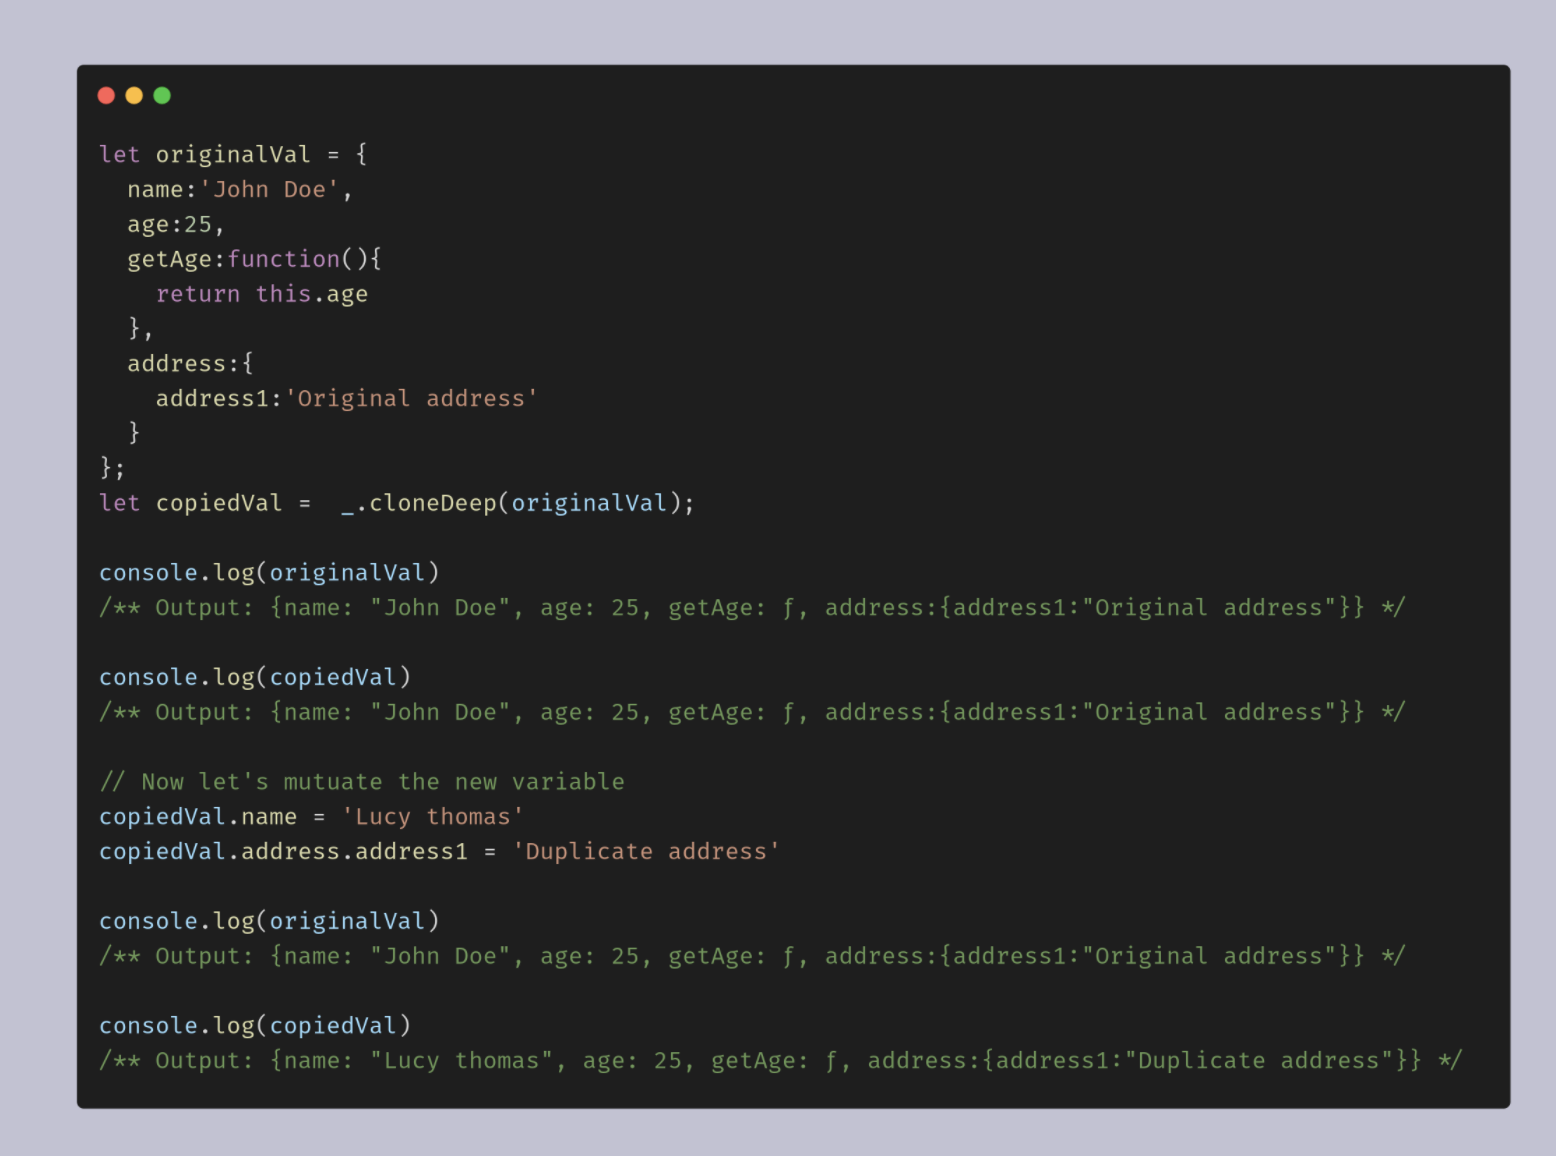 let originalVal = {
  name:'John Doe',
  age:25,
  getAge:function(){
    return this.age
  },
  address:{
    address1:'Original address'
  }
};
let copiedVal =  _.cloneDeep(originalVal);

console.log(originalVal)
/** Output: {name: "John Doe", age: 25, getAge: ƒ, address:{address1:"Original address"}} */

console.log(copiedVal)
/** Output: {name: "John Doe", age: 25, getAge: ƒ, address:{address1:"Original address"}} */

// Now let's mutuate the new variable
copiedVal.name = 'Lucy thomas'
copiedVal.address.address1 = 'Duplicate address'

console.log(originalVal)
/** Output: {name: "John Doe", age: 25, getAge: ƒ, address:{address1:"Original address"}} */

console.log(copiedVal)
/** Output: {name: "Lucy thomas", age: 25, getAge: ƒ, address:{address1:"Duplicate address"}} */